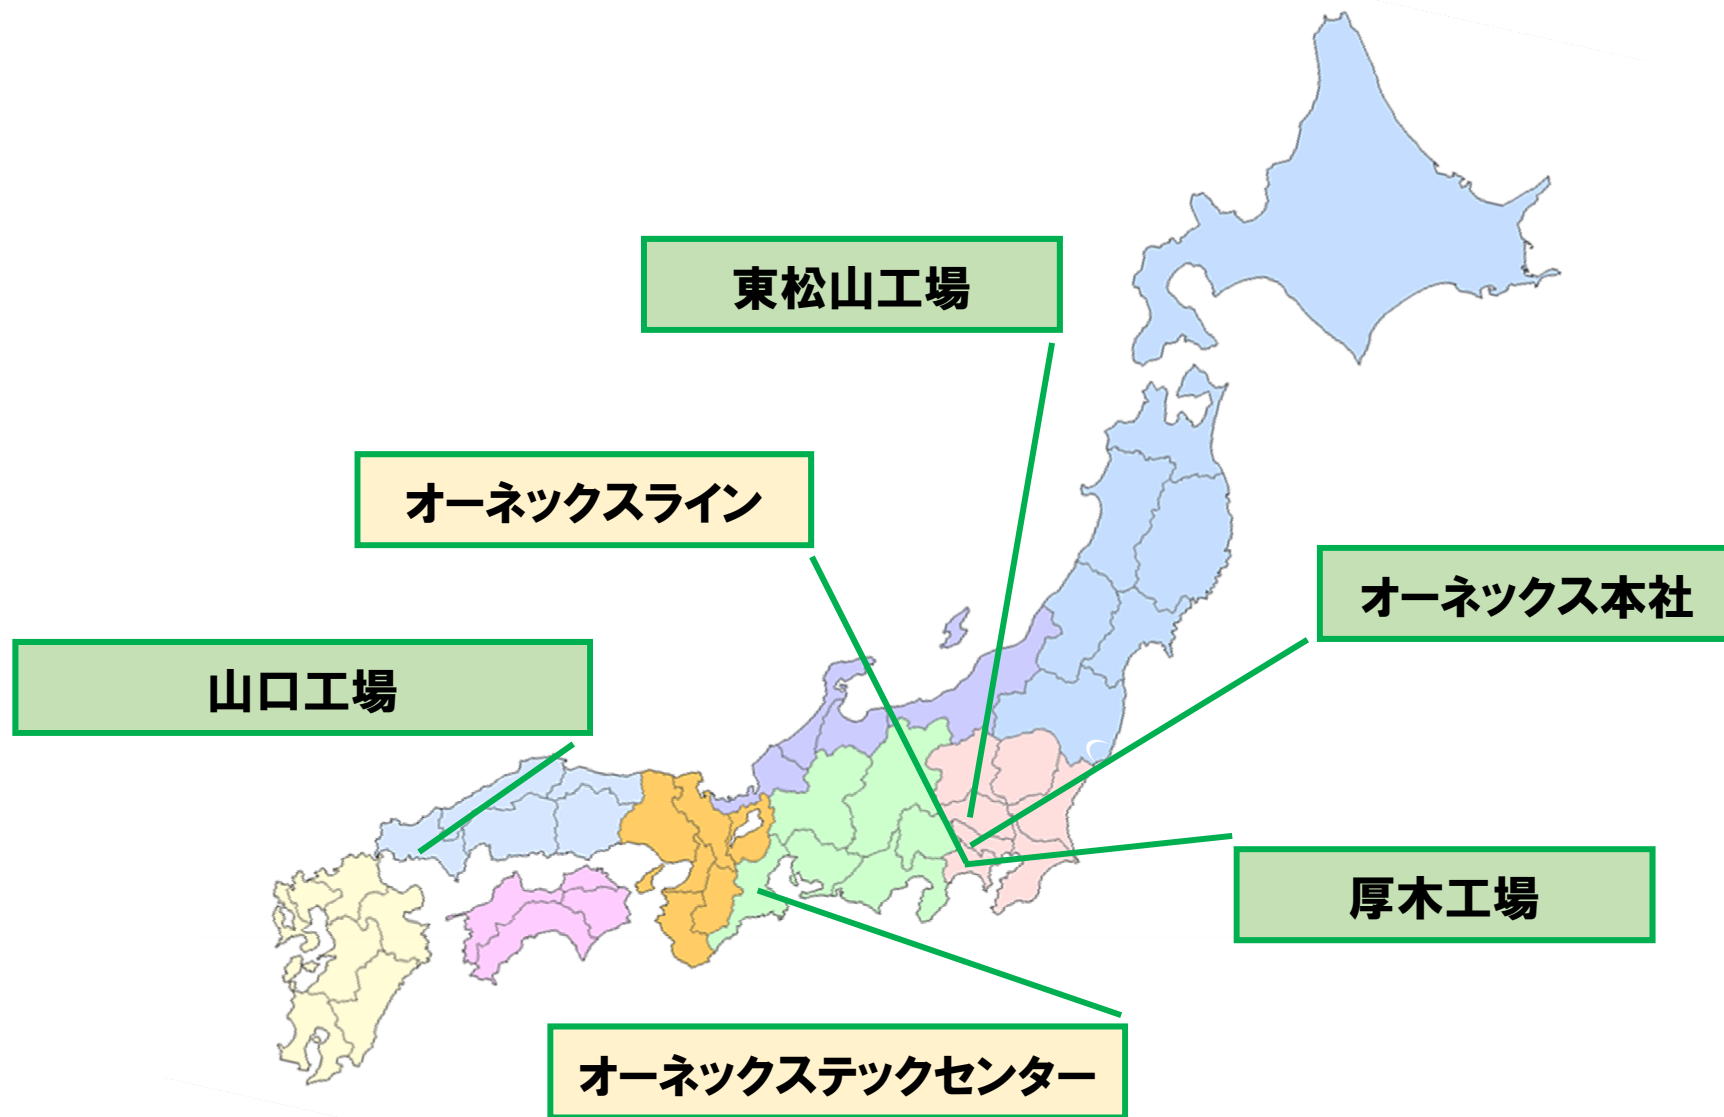 東松山工場
オーネックスライン
オーネックス本社
山口工場
厚木工場
オーネックステックセンター